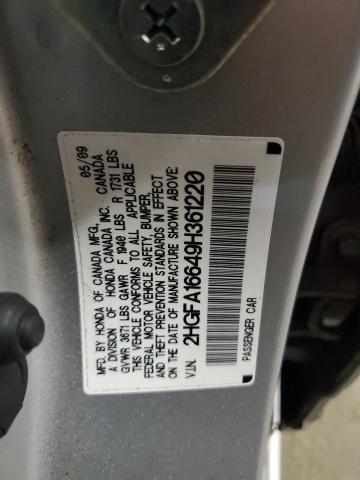 MFD. BY HONDA OF CANADA MFG. 05/09
A DIVISION OF HONDA CANADA INC. CANADA
GVWR 3671 LBS GAWR F 1940 LBS R 1731 LBS
THIS VEHICLE CONFORMS TO ALL APPLICABLE
FEDERAL MOTOR VEHICLE SAFETY, BUMPER,
AND THEFT PREVENTION STANDARDS IN EFFECT
ON THE DATE OF MANUFACTURE SHOWN ABOVE.
V.I.N. 2HGFA16649H361220
PASSENGER CAR